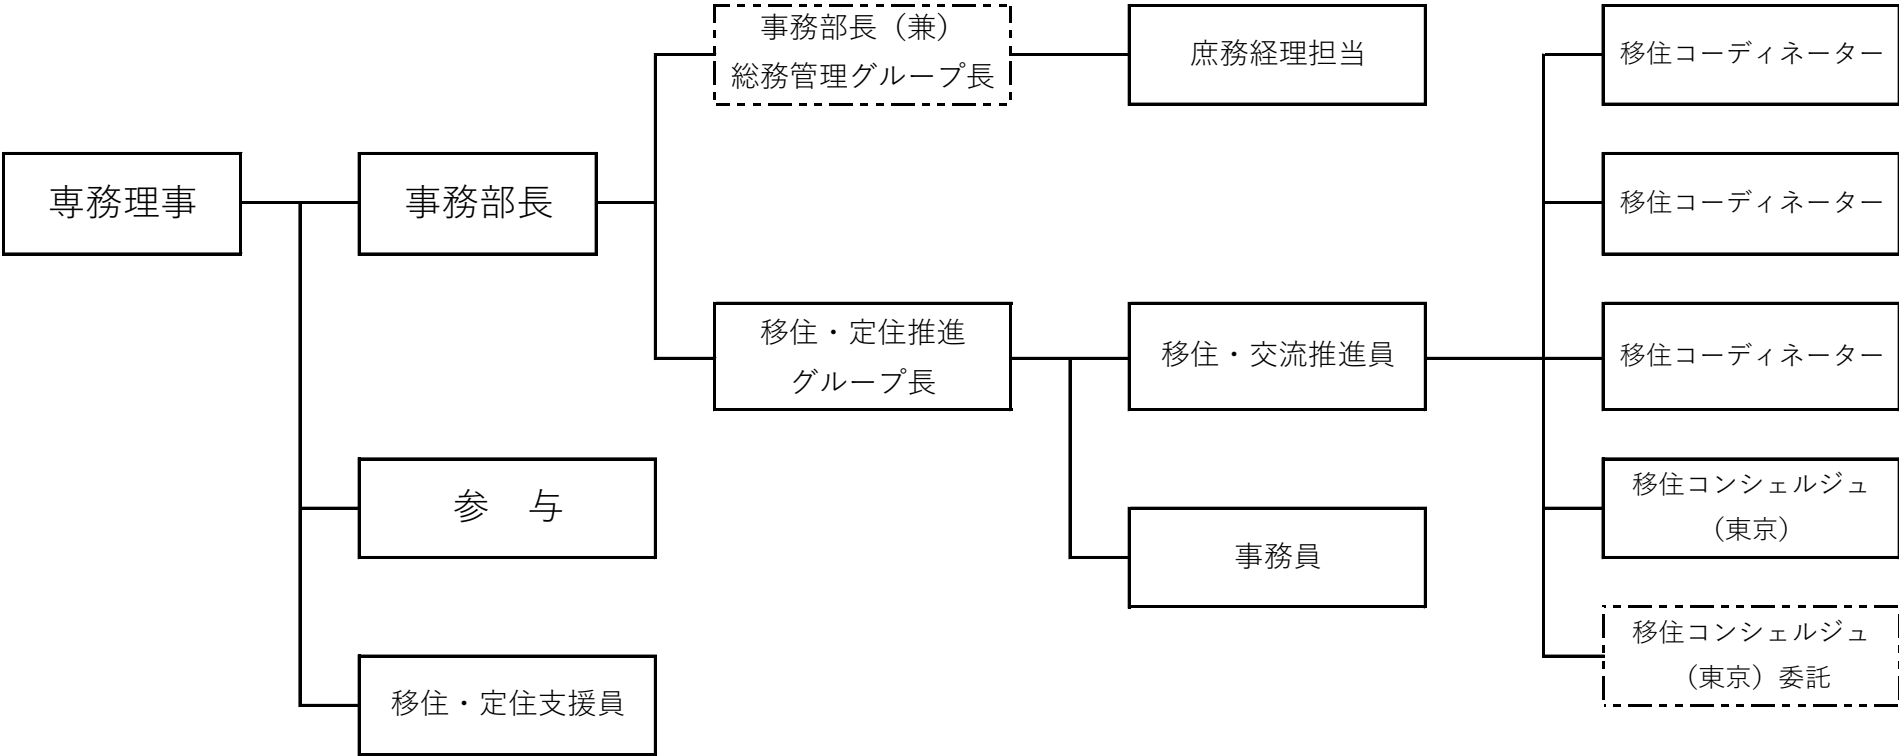 事務部長（兼）
総務管理グループ長
庶務経理担当
移住コーディネーター
専務理事
事務部長
移住コーディネーター
移住・定住推進
グループ長
移住・交流推進員
移住コーディネーター
参　与
移住コンシェルジュ
（東京）
事務員
移住コンシェルジュ
（東京）委託
移住・定住支援員